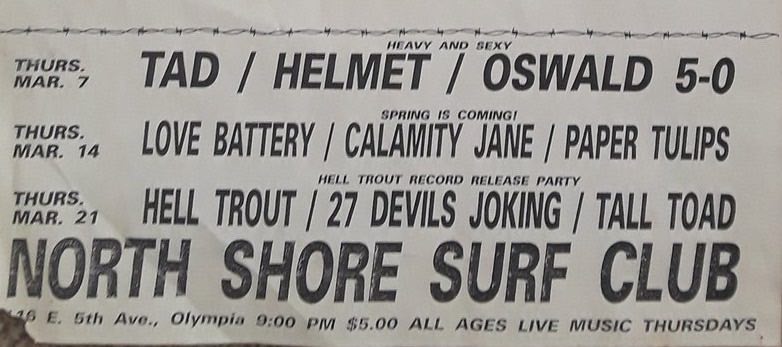 HEAVY AND SEXY
THURS. MAR. 7 TAD / HELMET / OSWALD 5-0
SPRING IS COMING!
THURS. MAR. 14 LOVE BATTERY / CALAMITY JANE / PAPER TULIPS
HELL TROUT RECORD RELEASE PARTY
THURS. MAR. 21 HELL TROUT / 27 DEVILS JOKING / TALL TOAD
NORTH SHORE SURF CLUB
E. 5th Ave., Olympia 9:00 PM $5.00 ALL AGES LIVE MUSIC THURSDAYS